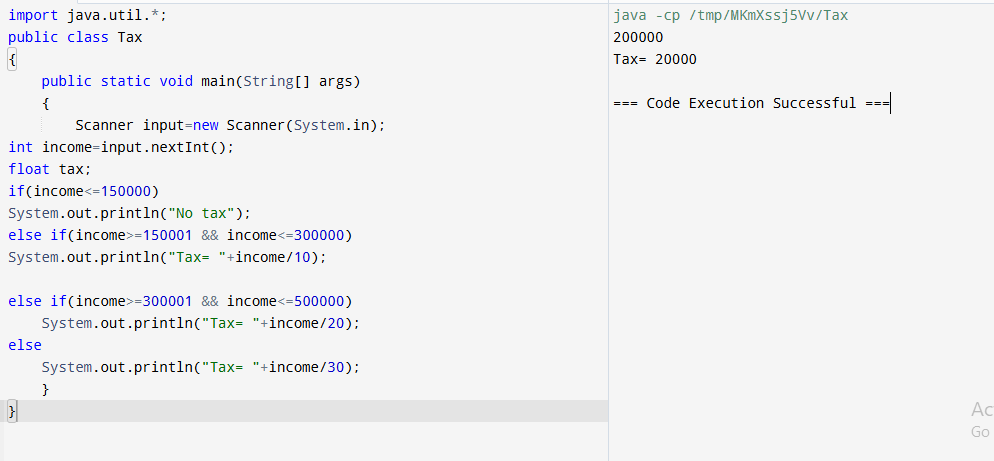 import java.util.*;
public class Tax
{
    public static void main(String[] args)
    {
        Scanner input=new Scanner(System.in);
int income=input.nextInt();
float tax;
if(income<=150000)
System.out.println("No tax");
else if(income>=150001 && income<=300000)
System.out.println("Tax= "+income/10);

else if(income>=300001 && income<=500000)
    System.out.println("Tax= "+income/20);
else
    System.out.println("Tax= "+income/30);
    }
}
java -cp /tmp/MKmXssj5Vv/Tax
200000
Tax= 20000

=== Code Execution Successful ===
Ac
Go